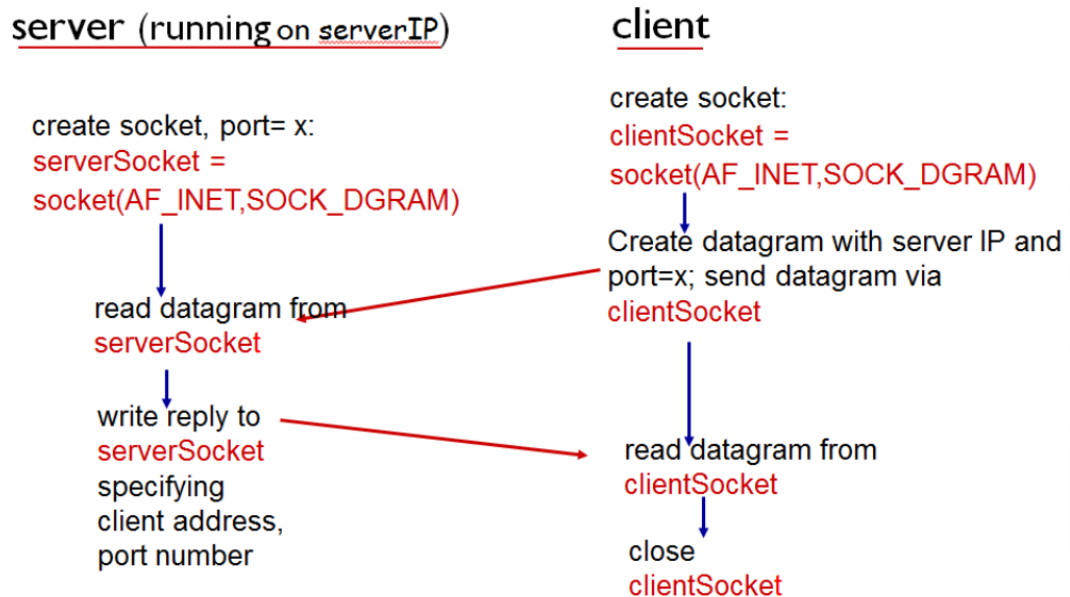 server (running on serverIP)
create socket, port= x:
serverSocket =
socket(AF_INET,SOCK_DGRAM)
read datagram from
serverSocket
write reply to
serverSocket
specifying
client address,
port number
client
create socket:
clientSocket =
socket(AF_INET,SOCK_DGRAM)
Create datagram with server IP and
port=x; send datagram via
clientSocket
read datagram from
clientSocket
close
clientSocket